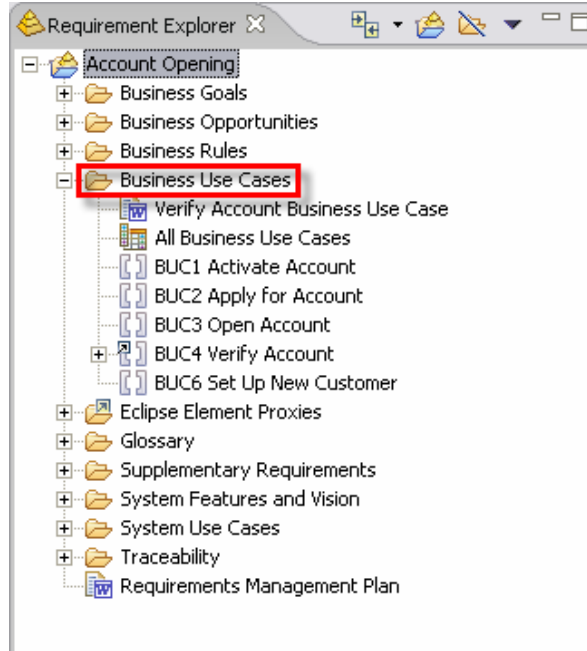 Requirement Explorer
Account Opening
Business Goals
Business Opportunities
Business Rules
Business Use Cases
Verify Account Business Use Case
All Business Use Cases
BUC1 Activate Account
BUC2 Apply for Account
BUC3 Open Account
BUC4 Verify Account
BUC6 Set Up New Customer
Eclipse Element Proxies
Glossary
Supplementary Requirements
System Features and Vision
System Use Cases
Traceability
Requirements Management Plan